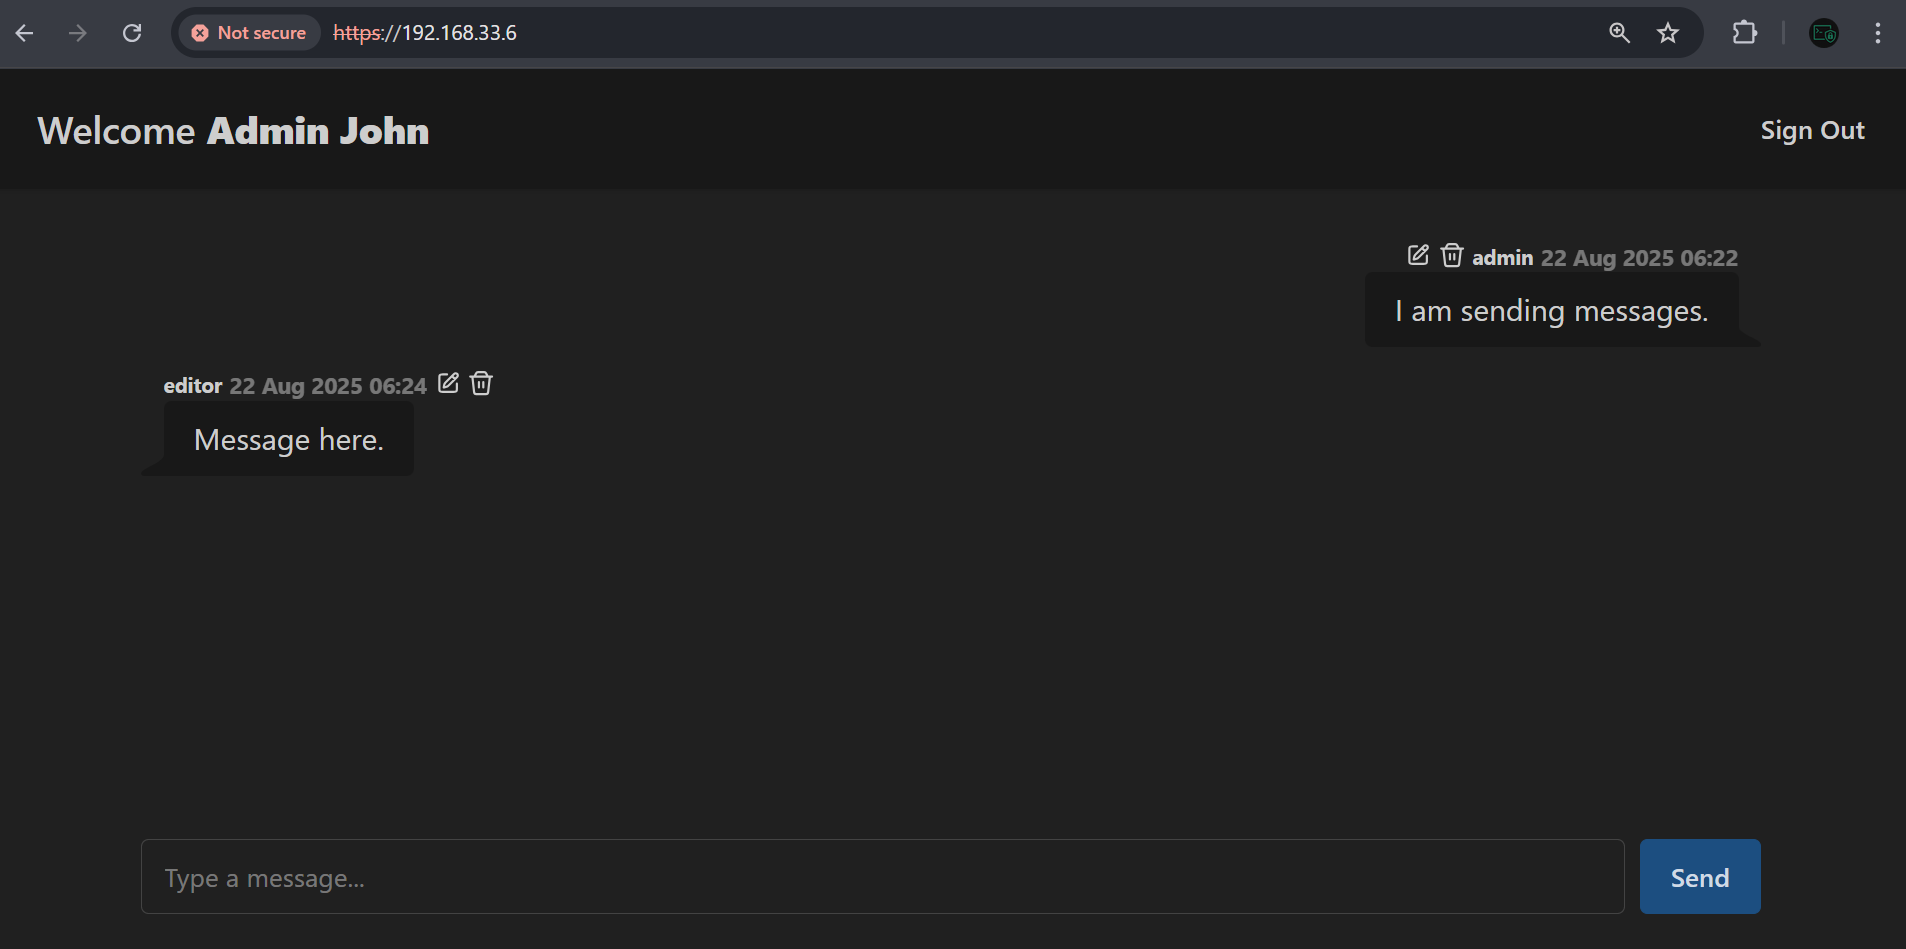 Not secure https://192.168.33.6
Welcome Admin John
Sign Out
admin 22 Aug 2025 06:22
I am sending messages.
editor 22 Aug 2025 06:24
Message here.
Type a message...
Send